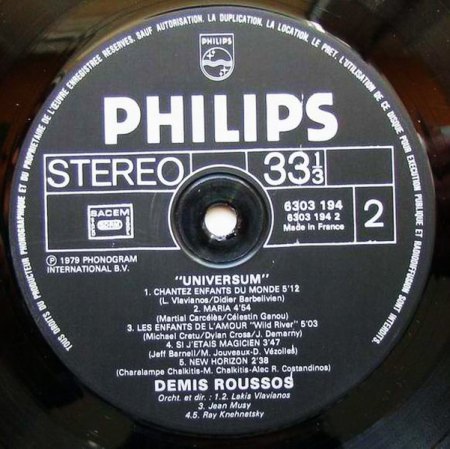 TOUS DROITS DU PRODUCTEUR PHONOGRAPHIQUE ET DU PROPRIETAIRE DE L'ŒUVRE ENREGISTREE RESERVES. SAUF AUTORISATION, LA DUPLICATION, LA LOCATION, LE PRET, L'UTILISATION DE CE DISQUE POUR EXECUTION PUBLIQUE ET RADIODIFFUSION SONT INTERDITS.
PHILIPS
PHILIPS
STEREO 33 1/3
SACEM
6303 194
6303 194 2
Made in France
2
Ⓟ 1979 PHONOGRAM
INTERNATIONAL B.V.
"UNIVERSUM"
1. CHANTEZ ENFANTS DU MONDE 5'12
(L. Vlavianos/Didier Barbelivien)
2. MARIA 4'54
(Martial Carcélès/Célestin Ganou)
3. LES ENFANTS DE L'AMOUR "Wild River" 5'03
(Michael Cretu/Dylan Cross/J. Demarny)
4. SI J'ETAIS MAGICIEN 3'47
(Jeff Barnell/M. Jouveaux-D. Vézolles)
5. NEW HORIZON 2'38
(Charalampe Chalkitis-M. Chalkitis-Alec R. Costandinos)
DEMIS ROUSSOS
Orcht. et dir. : 1.2. Lakis Vlavianos
3. Jean Musy
4.5. Ray Knehnetsky